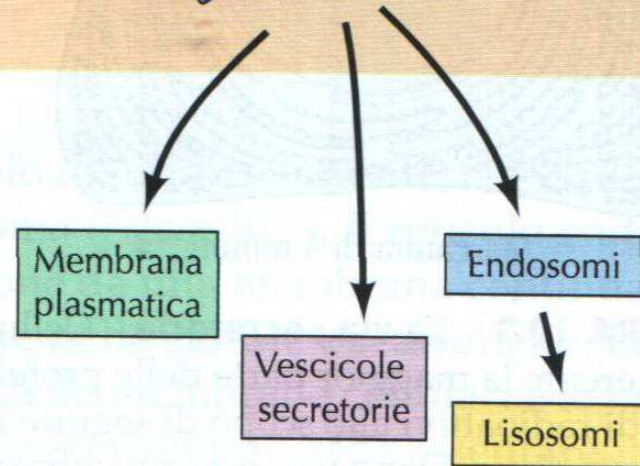 Membrana
plasmatica
Endosomi
Vescicole
secretorie
Lisosomi